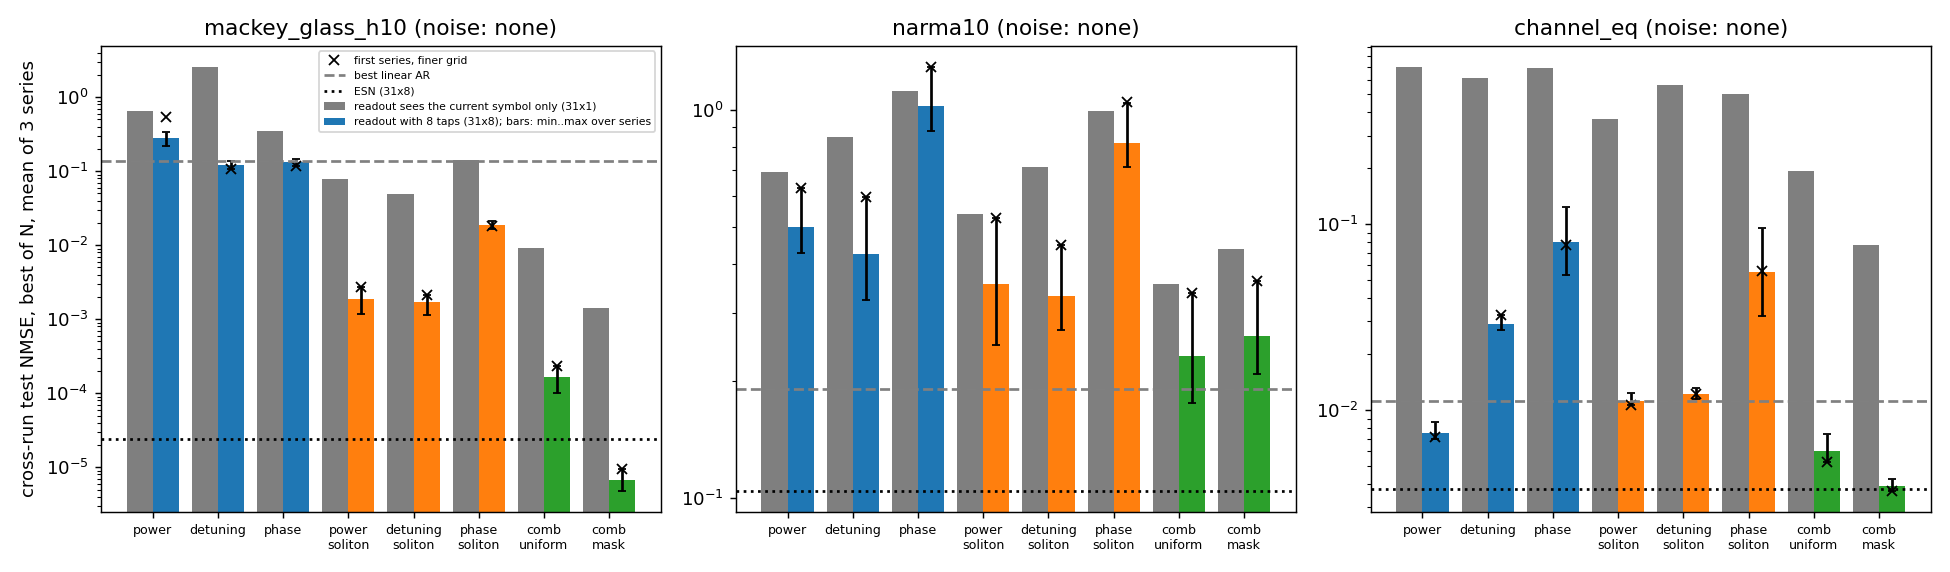 mackey_glass_h10 (noise: none)
cross-run test NMSE, best of N, mean of 3 series
10^0
10^-1
10^-2
10^-3
10^-4
10^-5
first series, finer grid
best linear AR
ESN (31x8)
readout sees the current symbol only (31x1)
readout with 8 taps (31x8); bars: min..max over series
power
detuning
phase
power
soliton
detuning
soliton
phase
soliton
comb
uniform
comb
mask
narma10 (noise: none)
10^0
10^-1
power
detuning
phase
power
soliton
detuning
soliton
phase
soliton
comb
uniform
comb
mask
channel_eq (noise: none)
10^-1
10^-2
power
detuning
phase
power
soliton
detuning
soliton
phase
soliton
comb
uniform
comb
mask